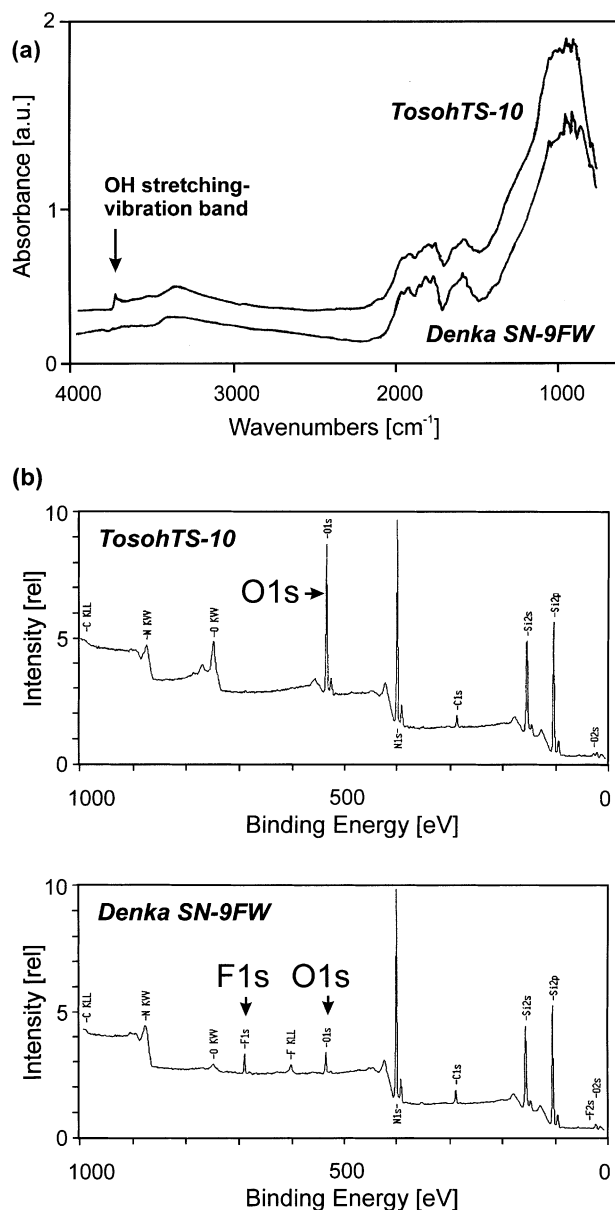 (a)
2
TosohTS-10
OH stretching-
vibration band
1
Absorbance [a.u.]
Denka SN-9FW
0
4000 3000 2000 1000
Wavenumbers [cm⁻¹]
(b)
10
TosohTS-10
-O1s
O1s
-C KLL
-N KVV
-O KVV
-Si2s
-Si2p
5
Intensity [rel]
N1s-
-C1s
-O2s
0
1000 500 0
Binding Energy [eV]
10
Denka SN-9FW
F1s O1s
-C KLL
-N KVV
-O KVV
-F1s
-F KLL
-O1s
-Si2s
-Si2p
5
Intensity [rel]
N1s-
-C1s
-F2s
-O2s
0
1000 500 0
Binding Energy [eV]